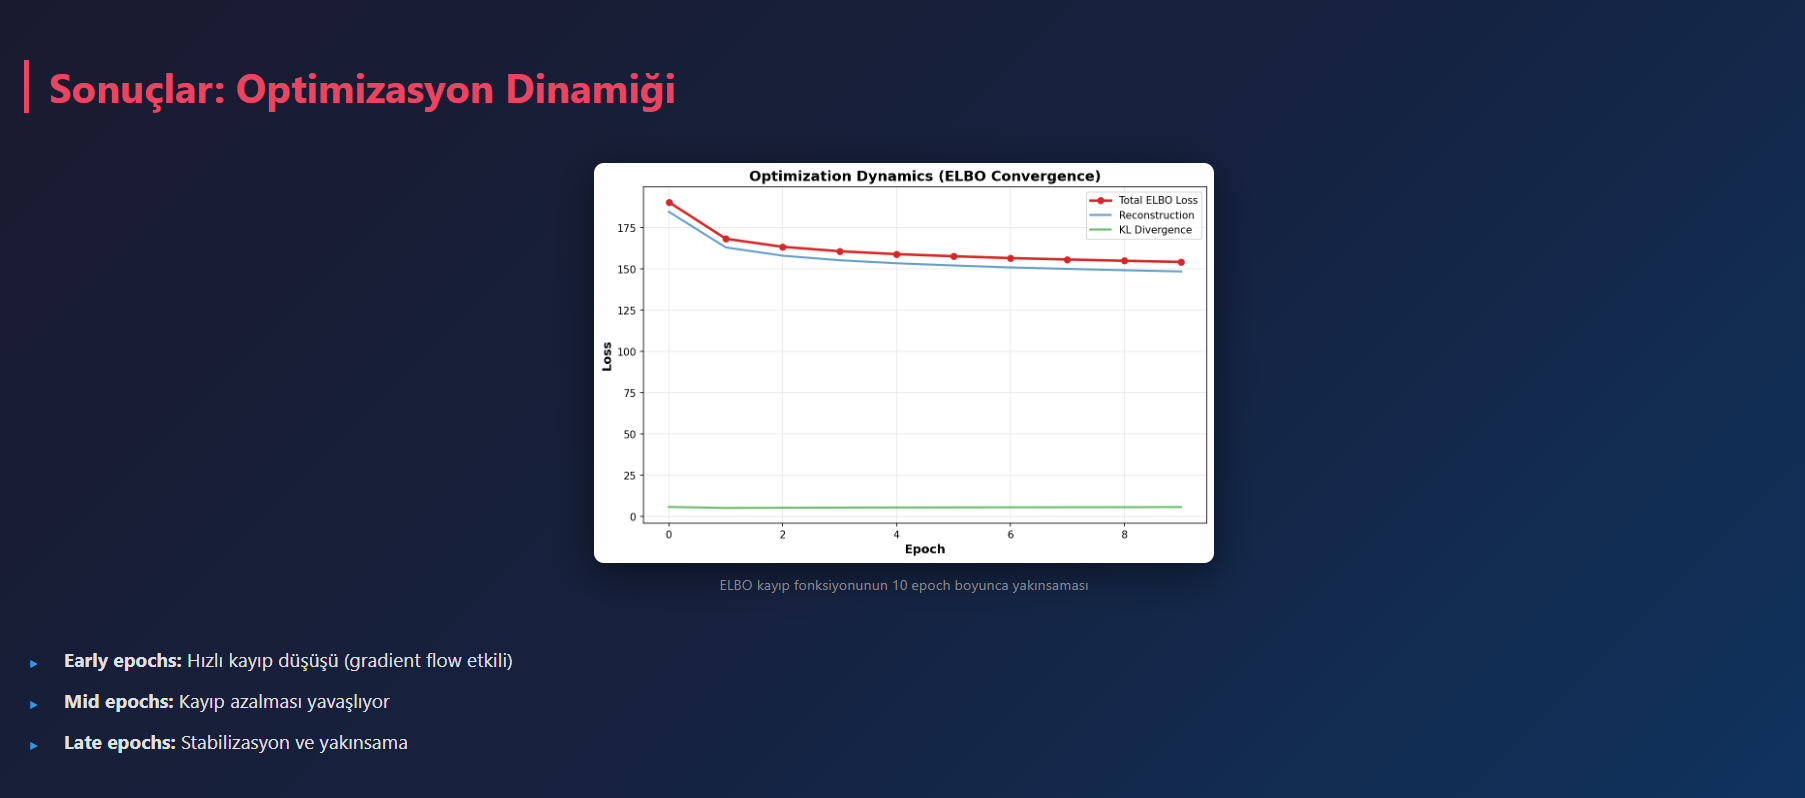 Sonuçlar: Optimizasyon Dinamiği
Optimization Dynamics (ELBO Convergence)
Total ELBO Loss
Reconstruction
KL Divergence
175
150
125
100
75
50
25
0
Loss
0 2 4 6 8
Epoch
ELBO kayıp fonksiyonunun 10 epoch boyunca yakınsaması
▸ Early epochs: Hızlı kayıp düşüşü (gradient flow etkili)
▸ Mid epochs: Kayıp azalması yavaşlıyor
▸ Late epochs: Stabilizasyon ve yakınsama